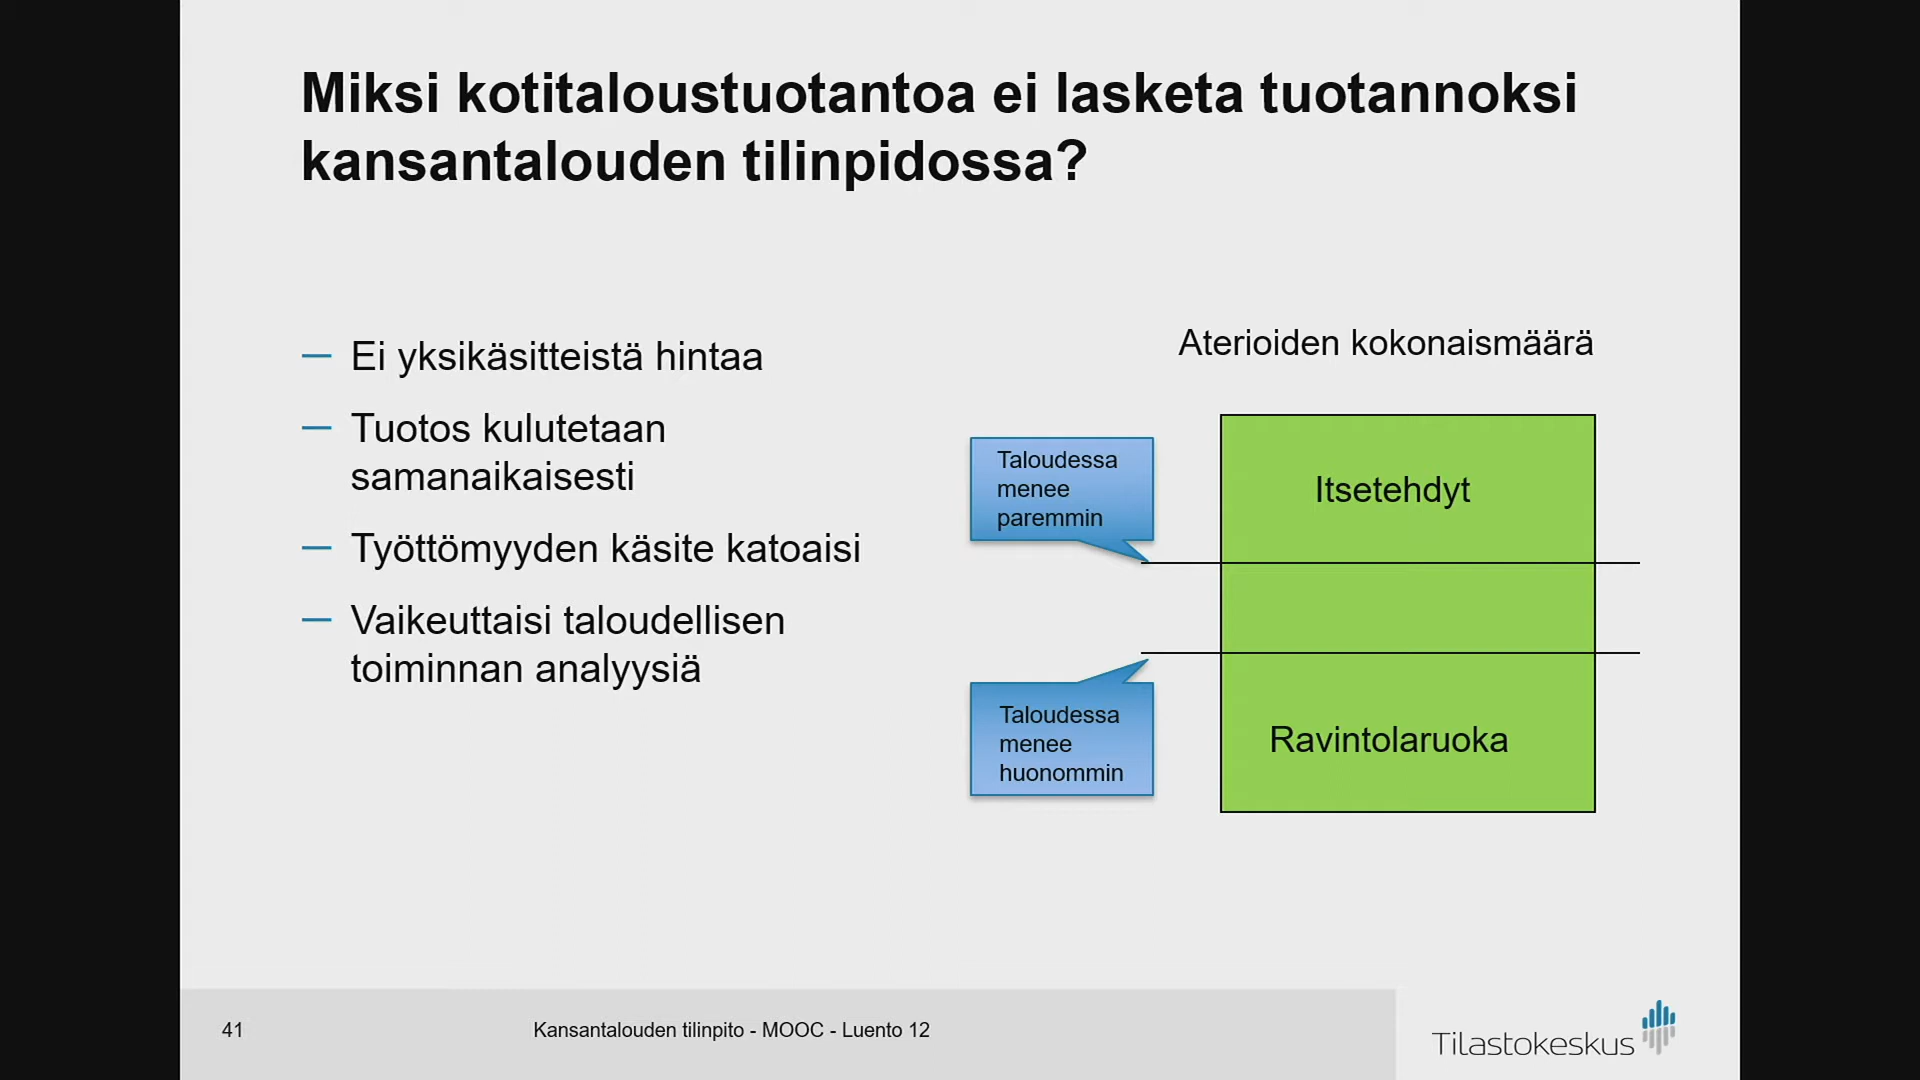 Miksi kotitaloustuotantoa ei lasketa tuotannoksi
kansantalouden tilinpidossa?
— Ei yksikäsitteistä hintaa
— Tuotos kulutetaan
samanaikaisesti
— Työttömyyden käsite katoaisi
— Vaikeuttaisi taloudellisen
toiminnan analyysiä
Aterioiden kokonaismäärä
Taloudessa
menee
paremmin
Itsetehdyt
Taloudessa
menee
huonommin
Ravintolaruoka
41
Kansantalouden tilinpito - MOOC - Luento 12
Tilastokeskus